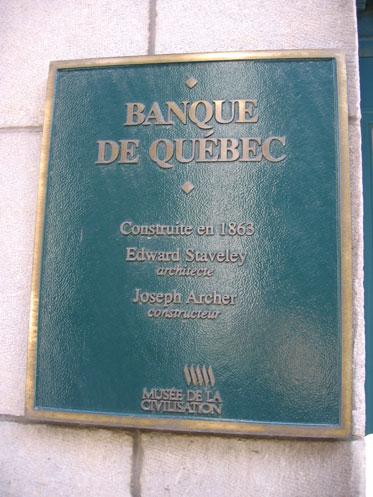 BANQUE
DE QUÉBEC
Construite en 1863
Edward Staveley
architecte
Joseph Archer
constructeur
MUSÉE DE LA
CIVILISATION